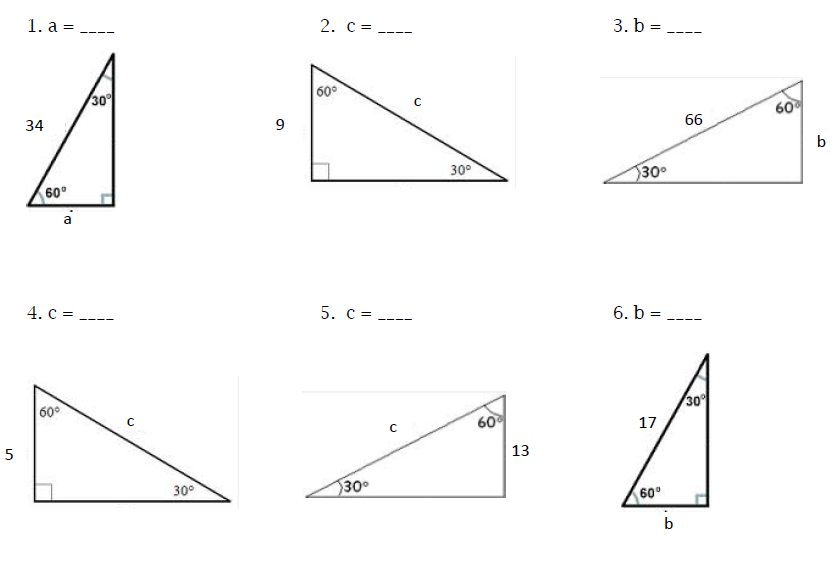 1. a = ____
2. c = ____
3. b = ____
30°
34
60°
a
60°
c
9
30°
60°
66
b
30°
4. c = ____
5. c = ____
6. b = ____
60°
c
5
30°
c
60°
13
30°
30°
17
60°
b